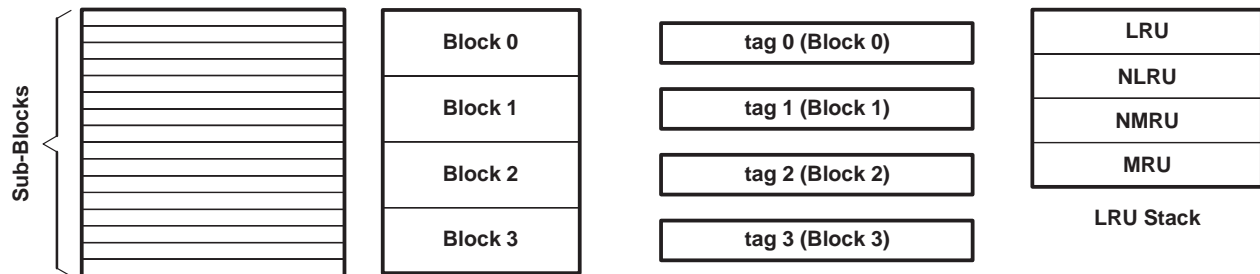 Sub-Blocks
Block 0
Block 1
Block 2
Block 3
tag 0 (Block 0)
tag 1 (Block 1)
tag 2 (Block 2)
tag 3 (Block 3)
LRU
NLRU
NMRU
MRU
LRU Stack